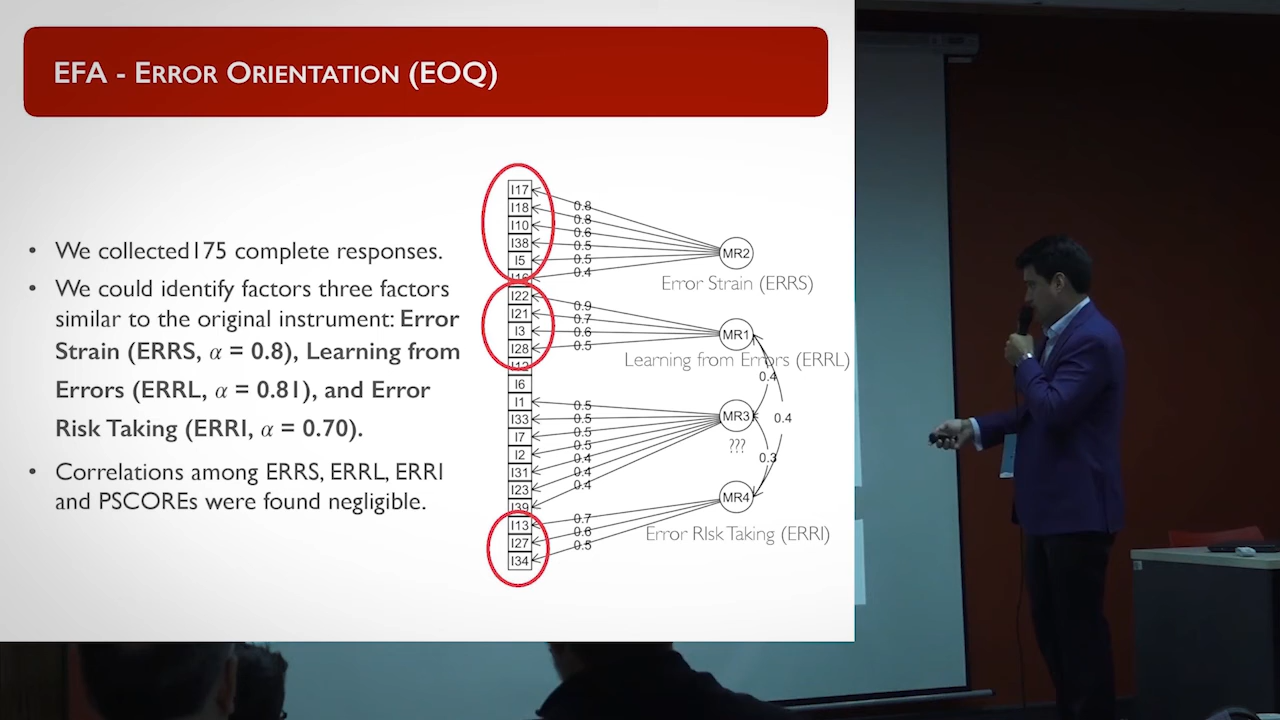 EFA - ERROR ORIENTATION (EOQ)
• We collected175 complete responses.
• We could identify factors three factors
similar to the original instrument: Error
Strain (ERRS, α = 0.8), Learning from
Errors (ERRL, α = 0.81), and Error
Risk Taking (ERRI, α = 0.70).
• Correlations among ERRS, ERRL, ERRI
and PSCOREs were found negligible.
I17
I18
I10
I38
I5
I16
I22
I21
I3
I28
I12
I6
I1
I33
I7
I2
I31
I23
I39
I13
I27
I34
0.8
0.8
0.6
0.5
0.5
0.4
MR2
Error Strain (ERRS)
0.9
0.7
0.6
0.5
MR1
Learning from Errors (ERRL)
0.4
0.4
0.5
0.5
0.5
0.5
0.4
0.4
0.4
MR3
???
0.3
0.7
0.6
0.5
MR4
Error RIsk Taking (ERRI)